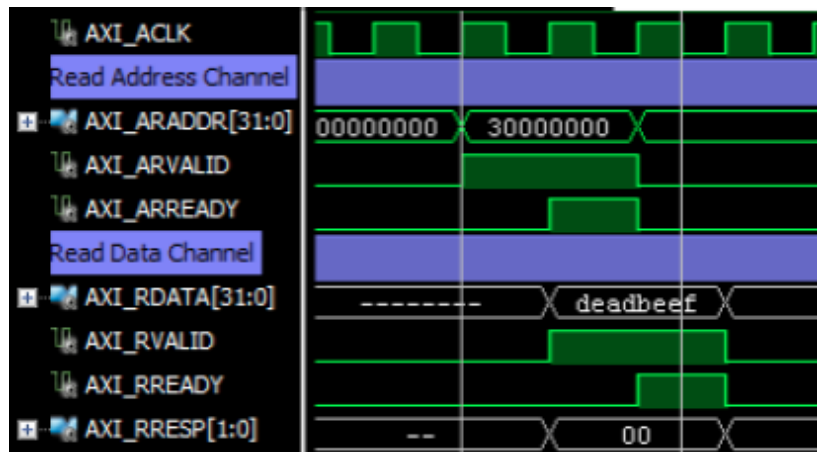 AXI_ACLK
Read Address Channel
AXI_ARADDR[31:0] 00000000 30000000
AXI_ARVALID
AXI_ARREADY
Read Data Channel
AXI_RDATA[31:0] -------- deadbeef
AXI_RVALID
AXI_RREADY
AXI_RRESP[1:0] -- 00